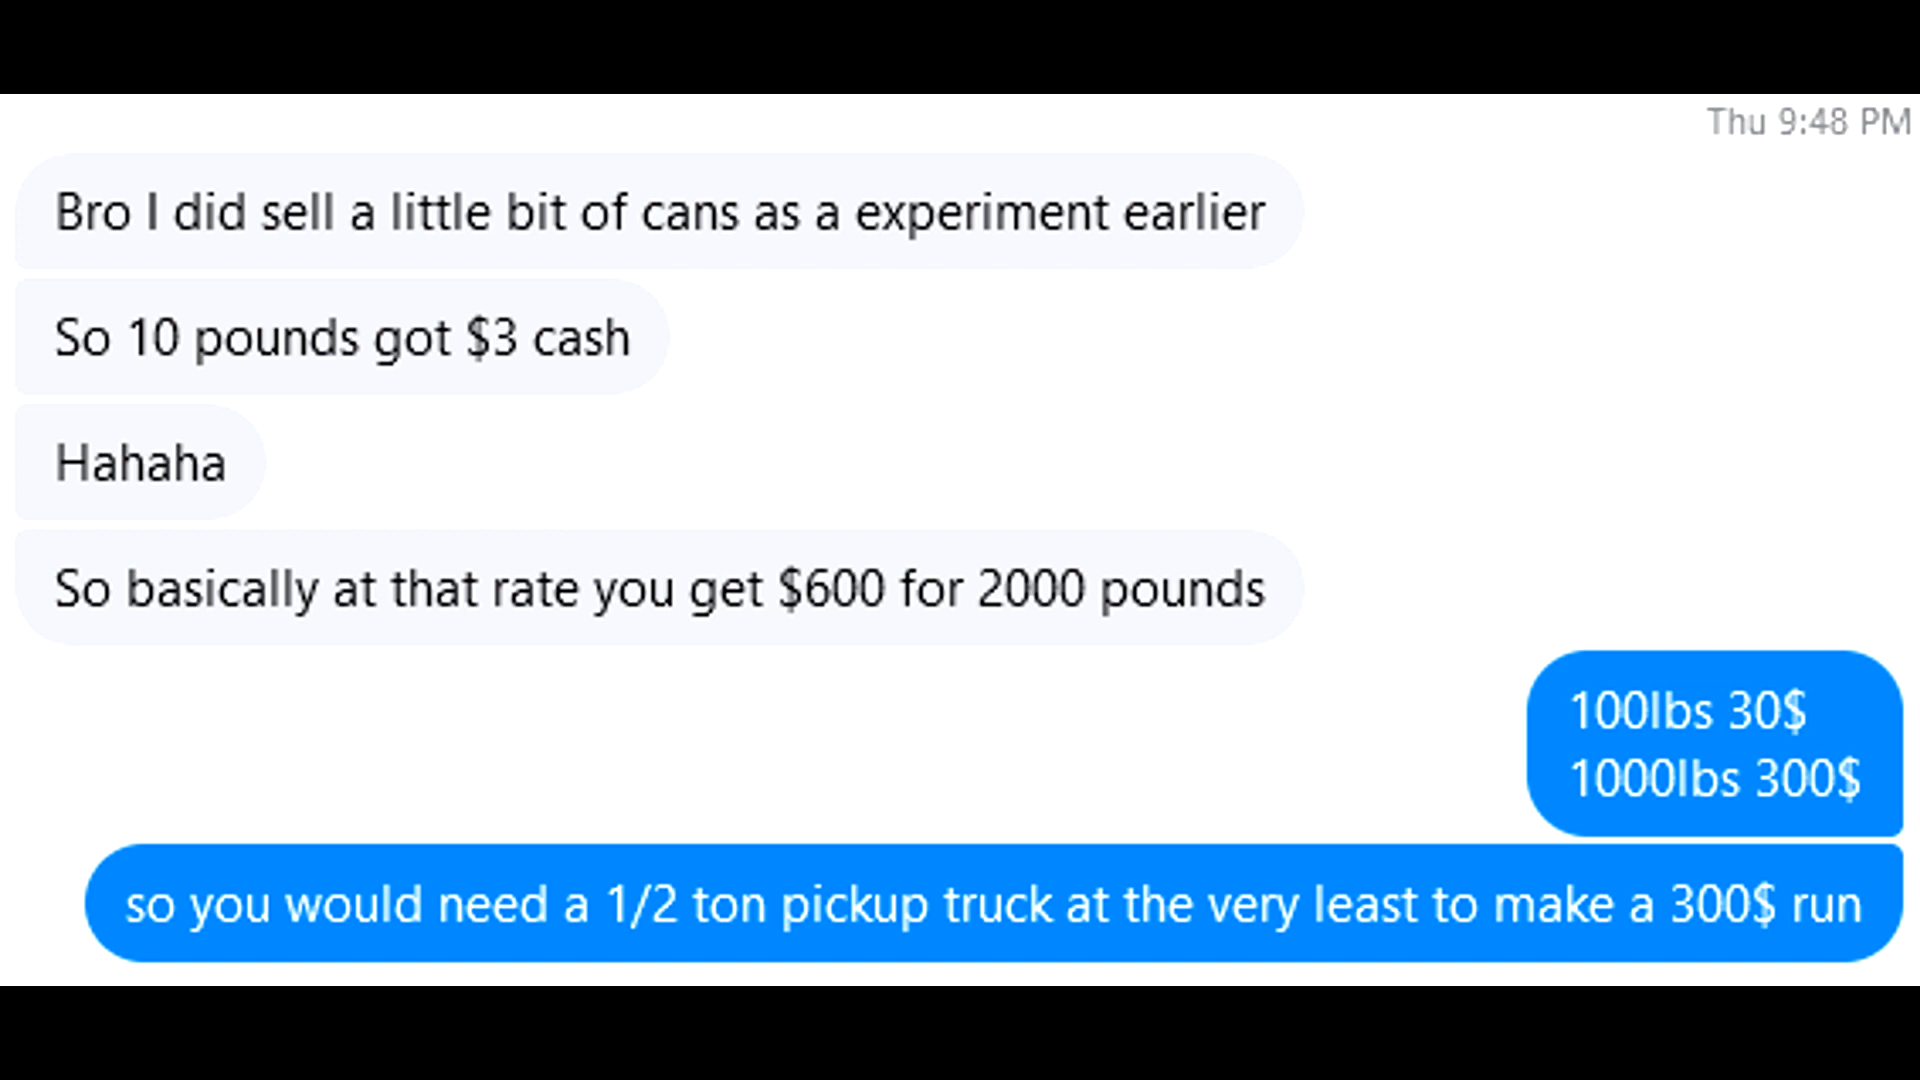 Thu 9:48 PM
Bro I did sell a little bit of cans as a experiment earlier
So 10 pounds got $3 cash
Hahaha
So basically at that rate you get $600 for 2000 pounds
100lbs 30$
1000lbs 300$
so you would need a 1/2 ton pickup truck at the very least to make a 300$ run